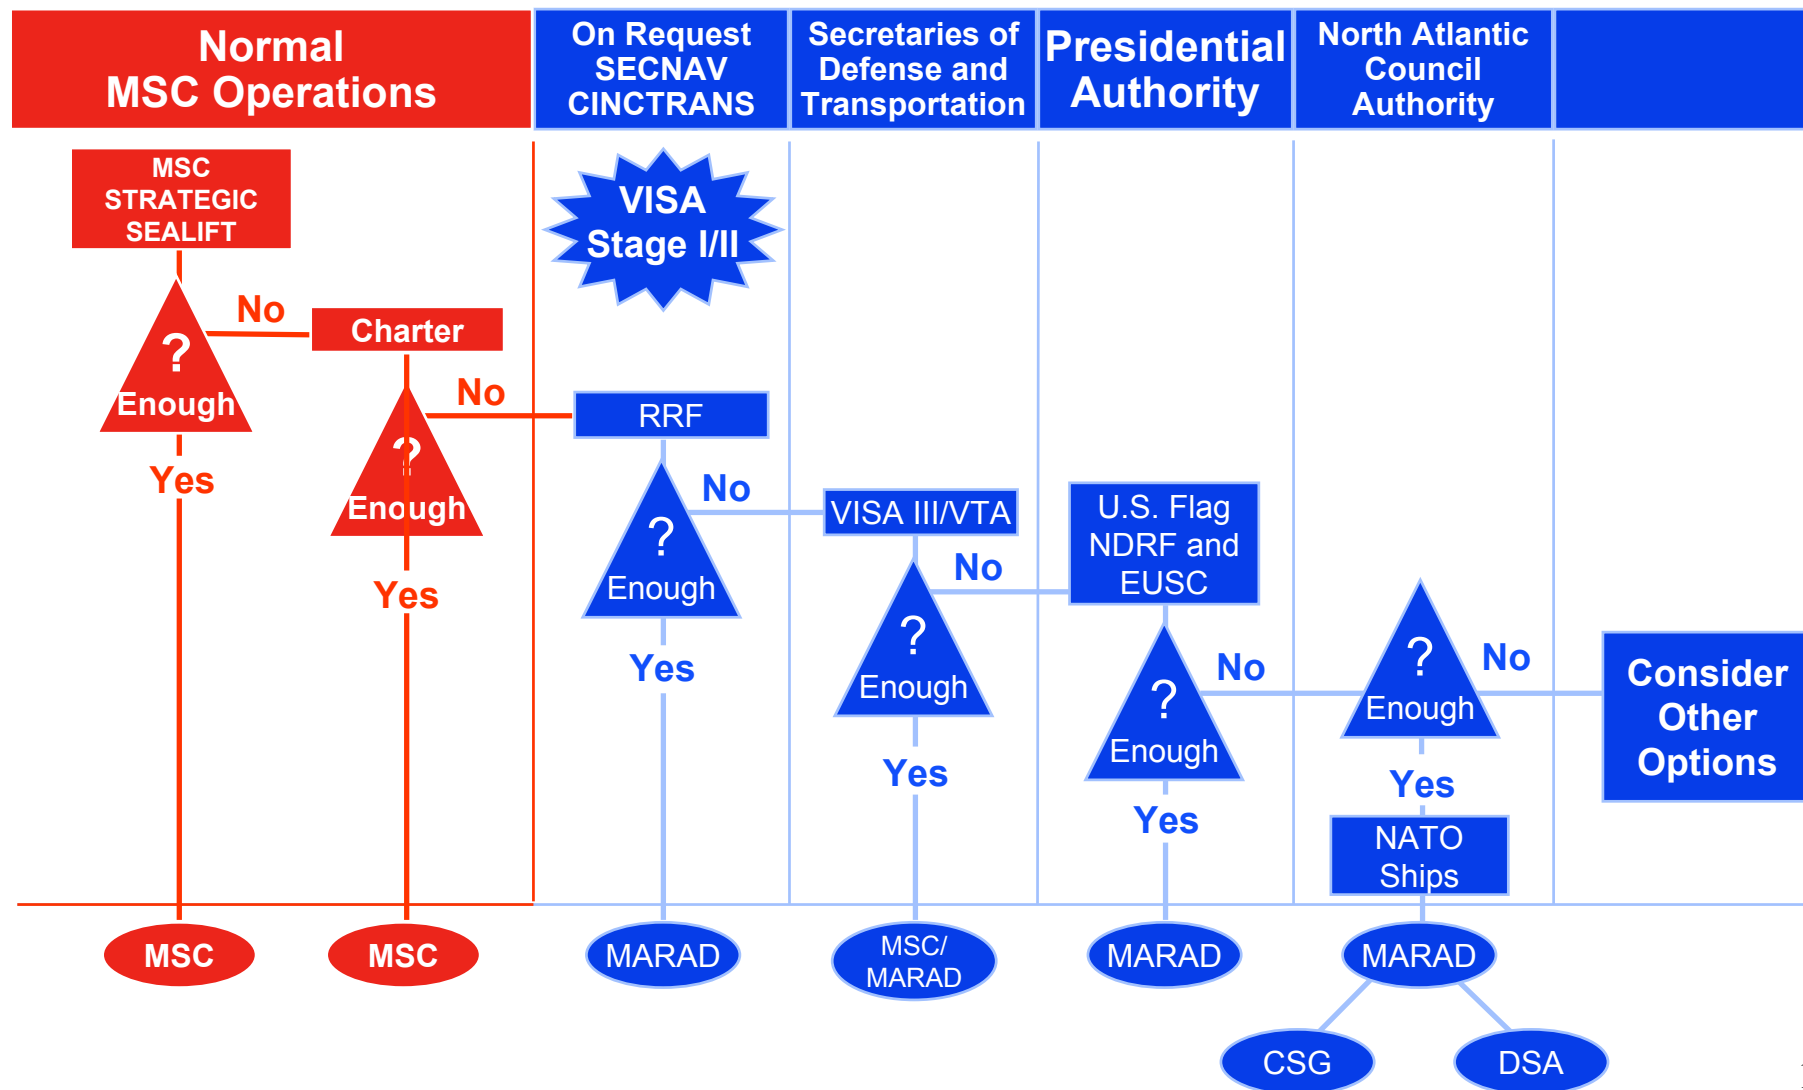 Normal
MSC Operations
On Request
SECNAV
CINCTRANS
Secretaries of
Defense and
Transportation
Presidential
Authority
North Atlantic
Council
Authority
MSC
STRATEGIC
SEALIFT
VISA
Stage I/II
No
Charter
?
Enough
No
RRF
?
Enough
Yes
No
VISA III/VTA
U.S. Flag
NDRF and
EUSC
?
Enough
Yes
No
?
Enough
Yes
No
?
Enough
Yes
No
?
Enough
Yes
No
Consider
Other
Options
NATO
Ships
MSC
MSC
MARAD
MSC/
MARAD
MARAD
MARAD
CSG
DSA